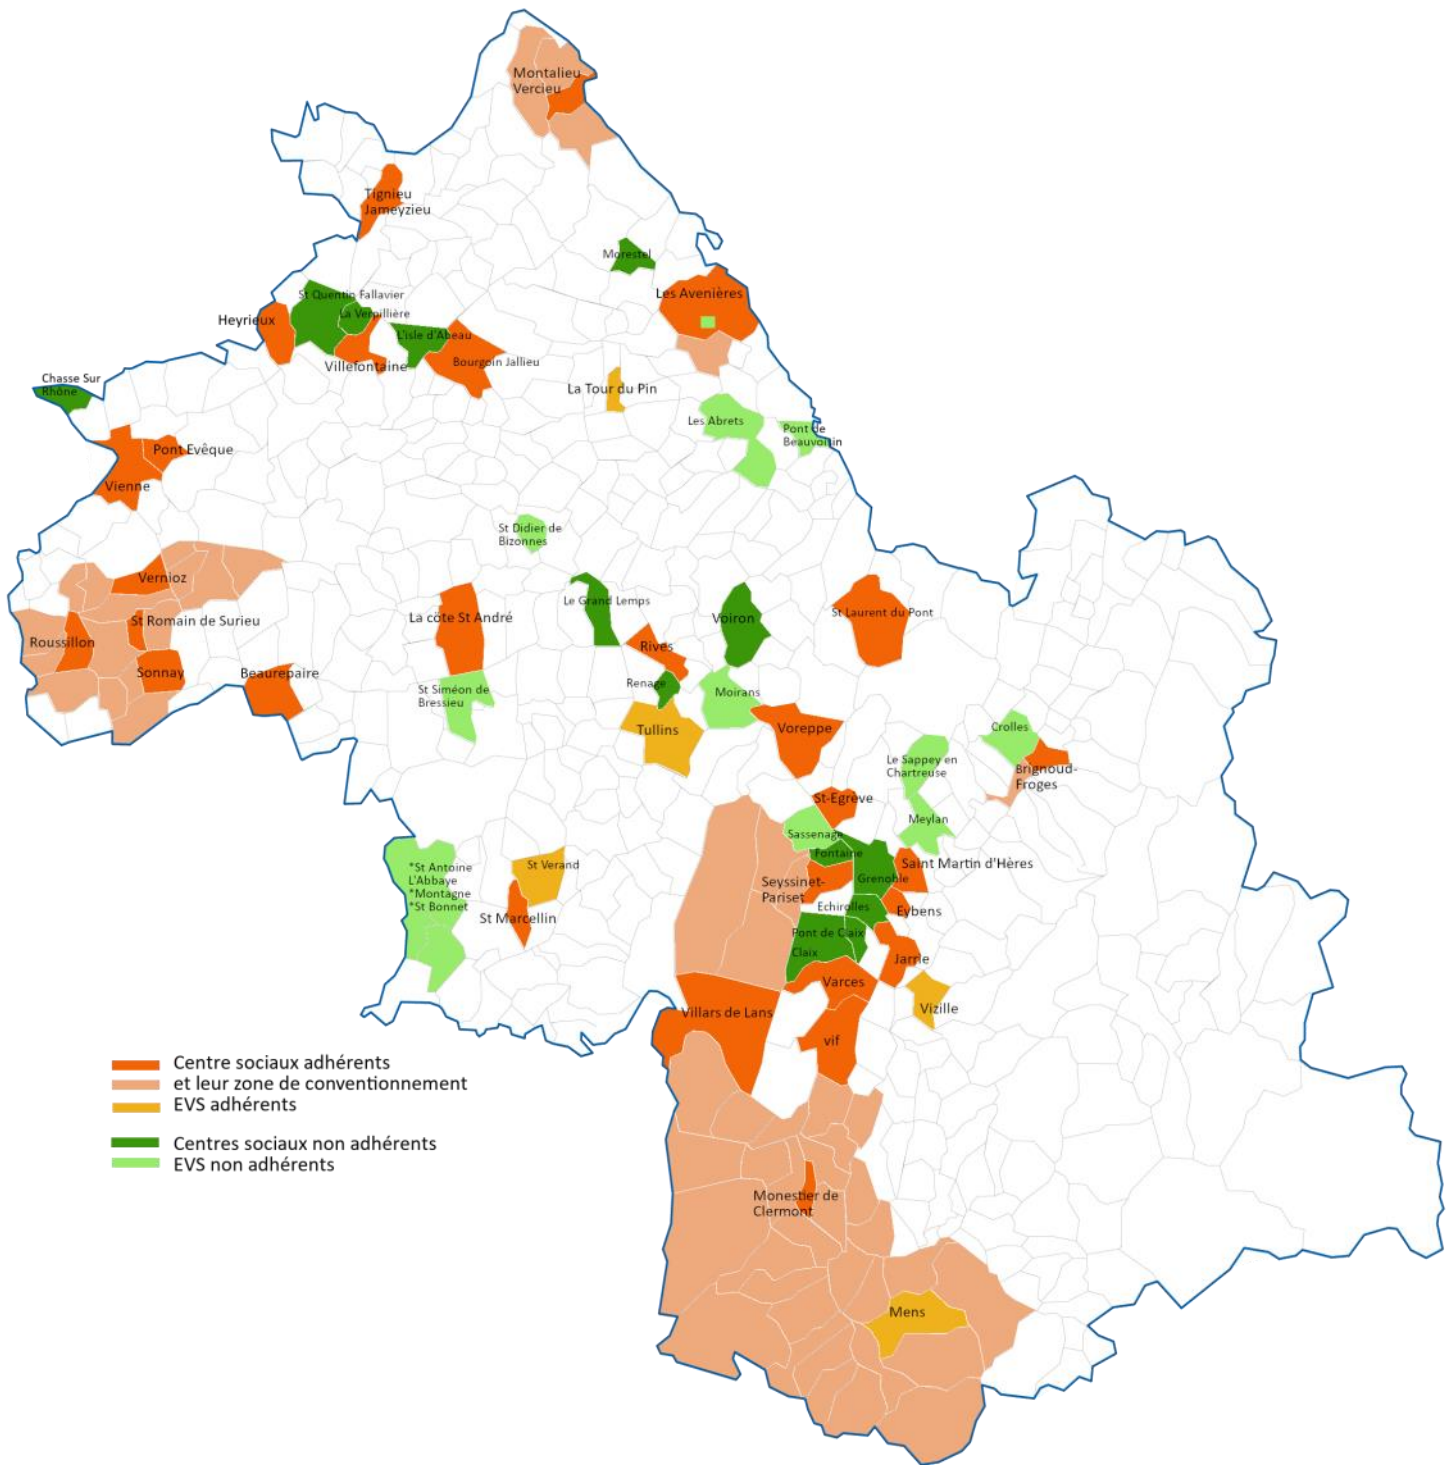 Montalieu
Vercieu
Tignieu
Jameyzieu
Morestel
Les Avenières
St Quentin Fallavier
La Verpillière
Heyrieux
L'isle d'Abeau
Villefontaine
Bourgoin Jallieu
Chasse Sur
Rhône
La Tour du Pin
Les Abrets
Pont de
Beauvoisin
Pont Evêque
Vienne
St Didier de
Bizonnes
Vernioz
La côte St André
Le Grand Lemps
Voiron
St Laurent du Pont
St Romain de Surieu
Roussillon
Rives
Sonnay
Beaurepaire
Renage
St Siméon de
Bressieu
Moirans
Tullins
Voreppe
Crolles
Le Sappey en
Chartreuse
Brignoud-
Froges
St-Egrève
Meylan
Sassenage
Fontaine
*St Antoine
L'Abbaye
*Montagne
*St Bonnet
St Verand
Saint Martin d'Hères
Seyssinet-
Pariset
Grenoble
St Marcellin
Echirolles
Eybens
Pont de Claix
Claix
Jarrie
Varces
Villars de Lans
Vizille
vif
Centre sociaux adhérents
et leur zone de conventionnement
EVS adhérents
Centres sociaux non adhérents
EVS non adhérents
Monestier de
Clermont
Mens